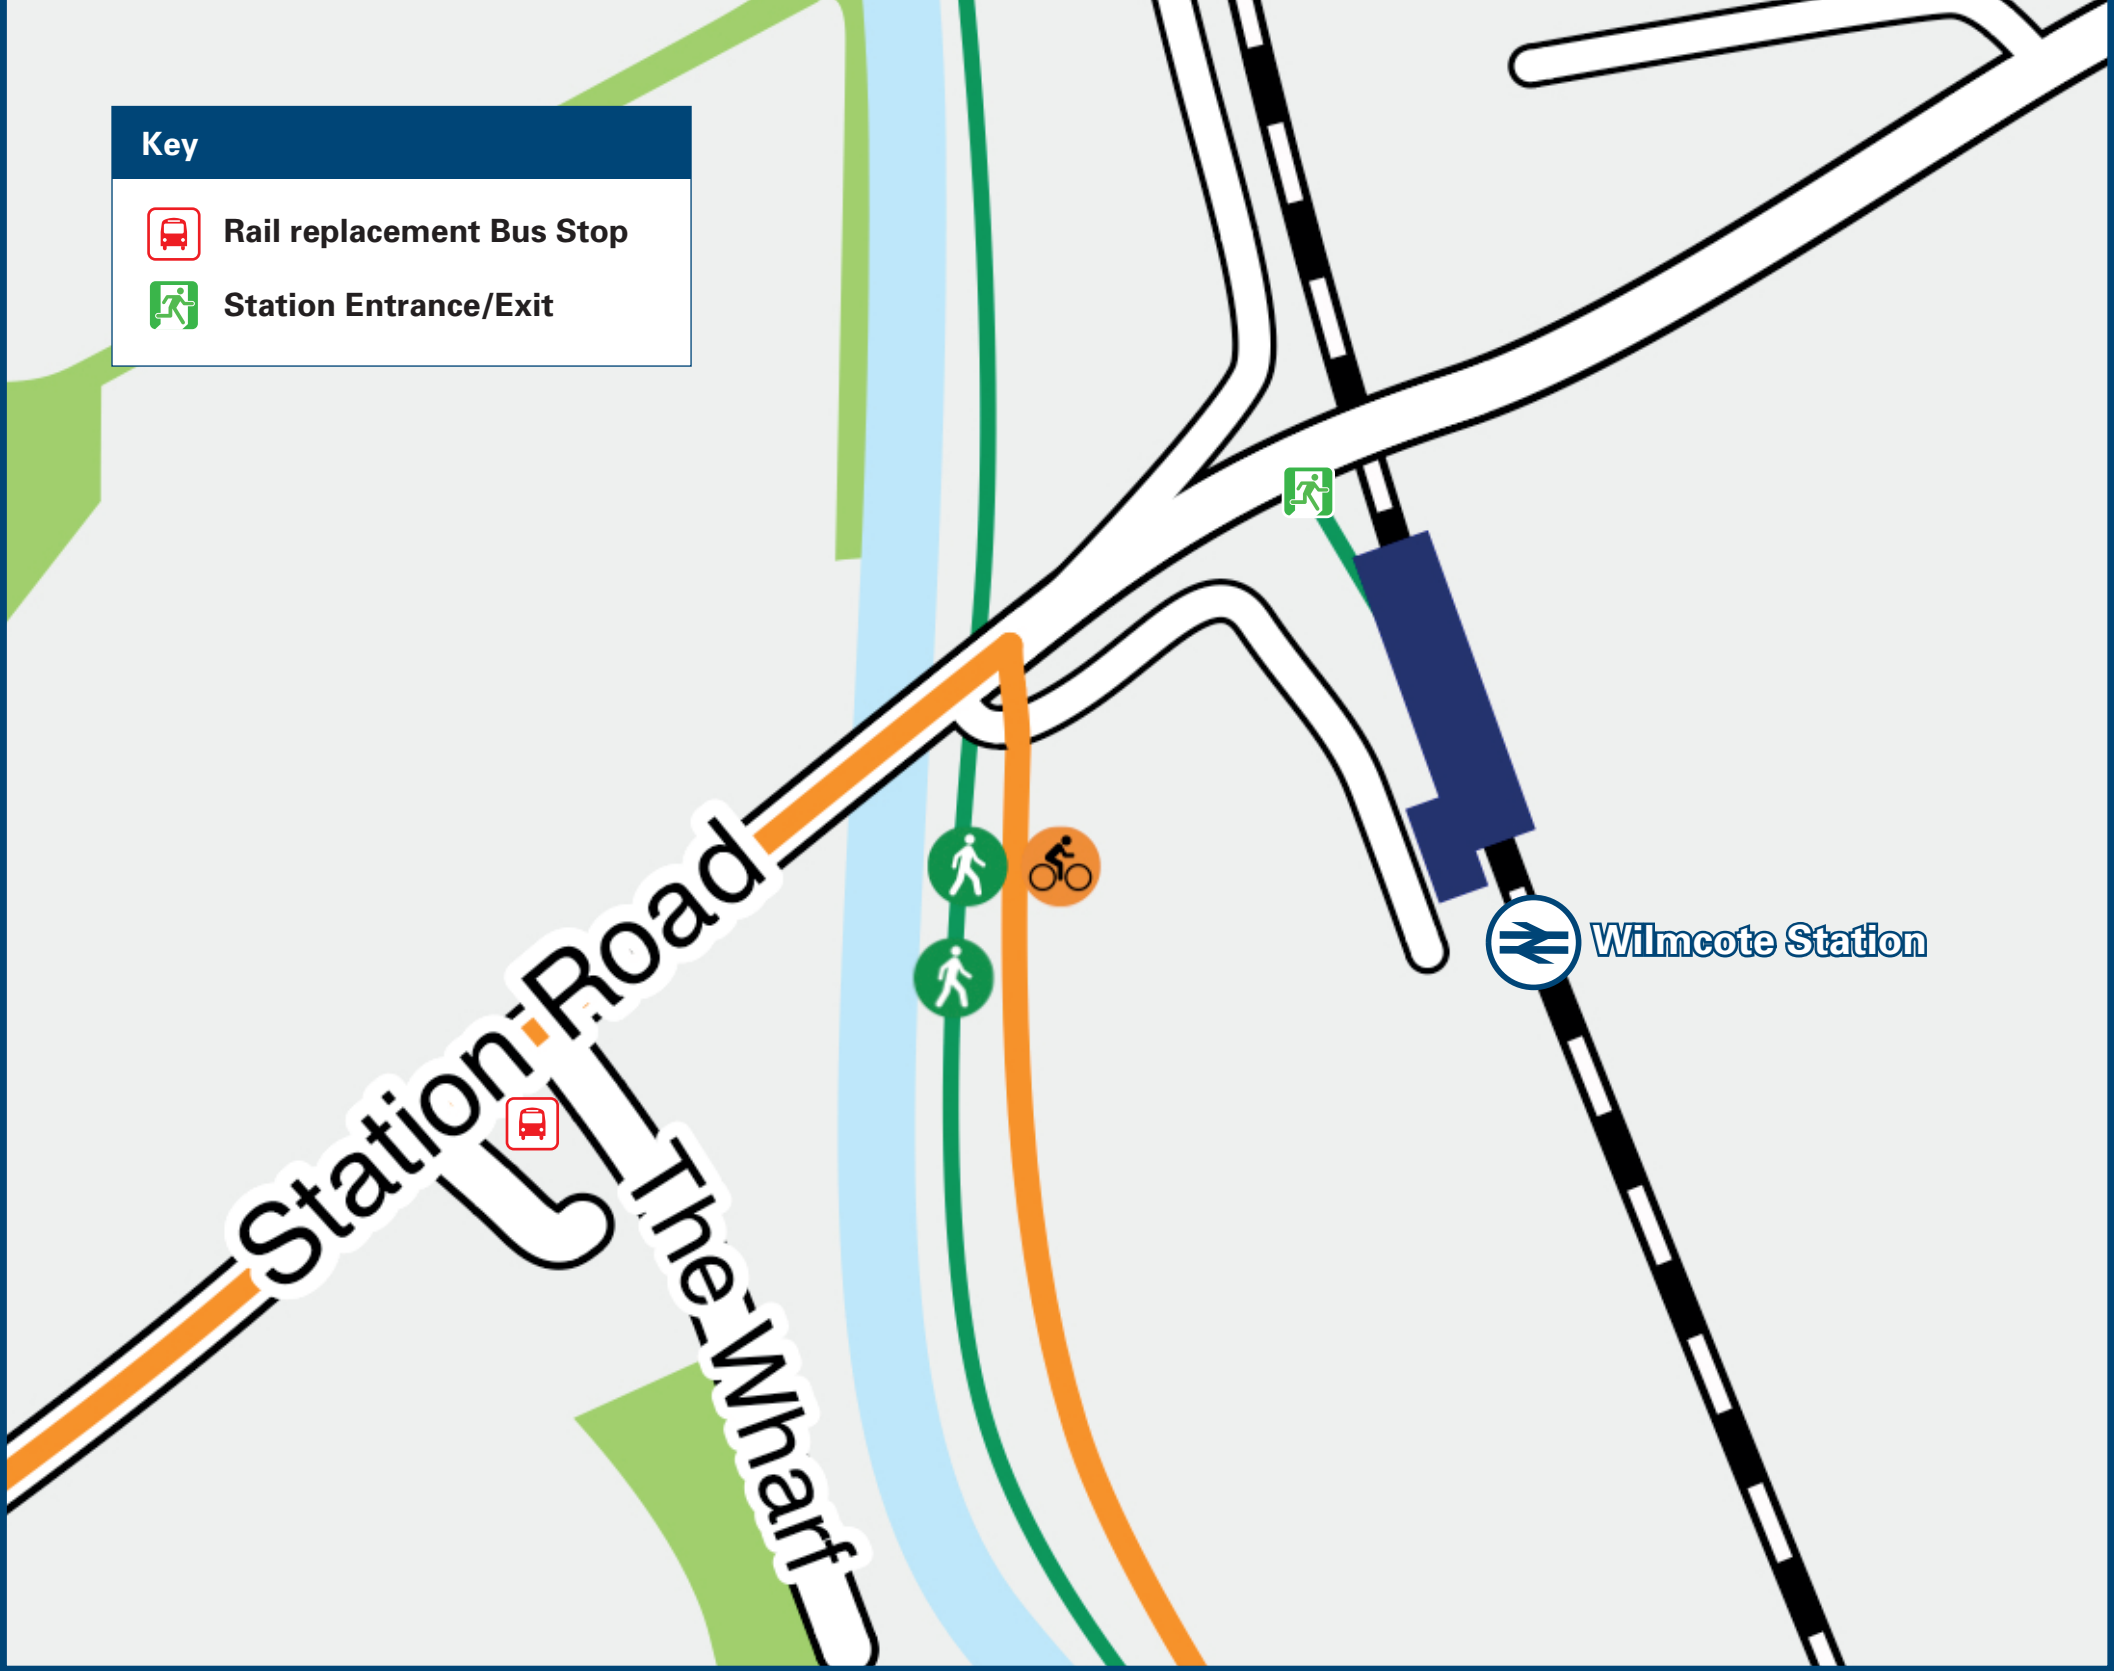 Key
Rail replacement Bus Stop
Station Entrance/Exit
Station Road
Wilmcote Station
The Wharf